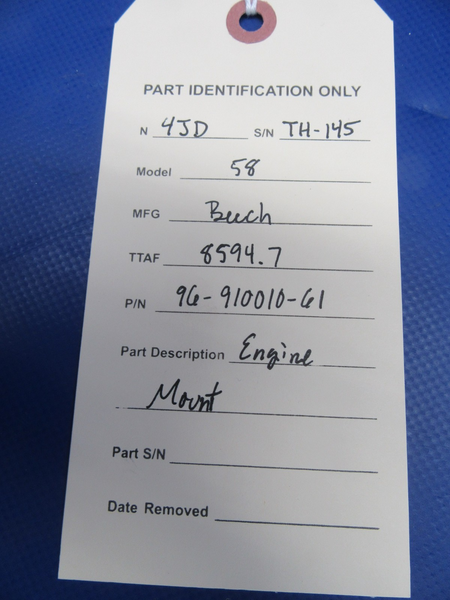 PART IDENTIFICATION ONLY
N 4JD S/N TH-145
Model 58
MFG Beech
TTAF 8594.7
P/N 96-910010-61
Part Description Engine
Mount
Part S/N
Date Removed